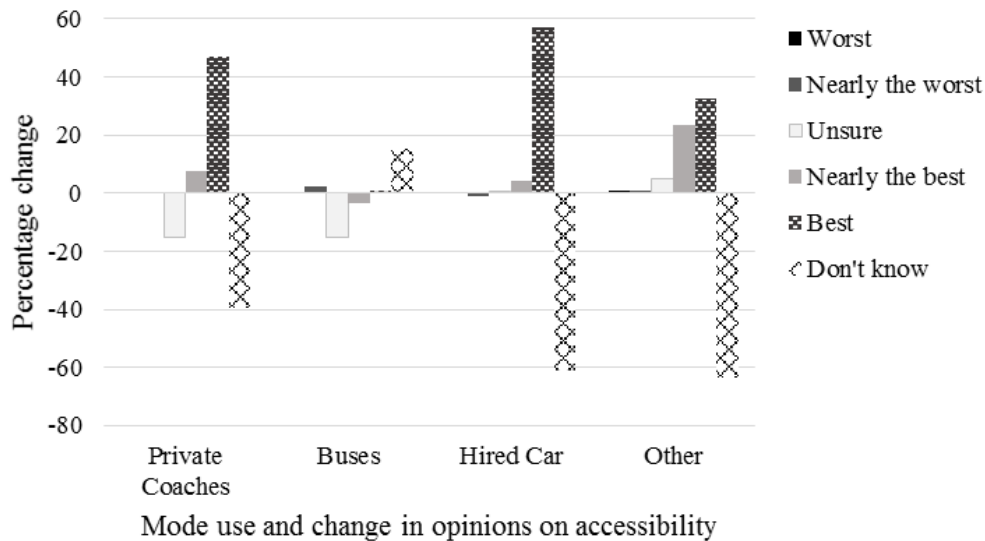 60
40
20
0
-20
-40
-60
-80
Percentage change
Private
Coaches
Buses
Hired Car
Other
Mode use and change in opinions on accessibility
Worst
Nearly the worst
Unsure
Nearly the best
Best
Don't know